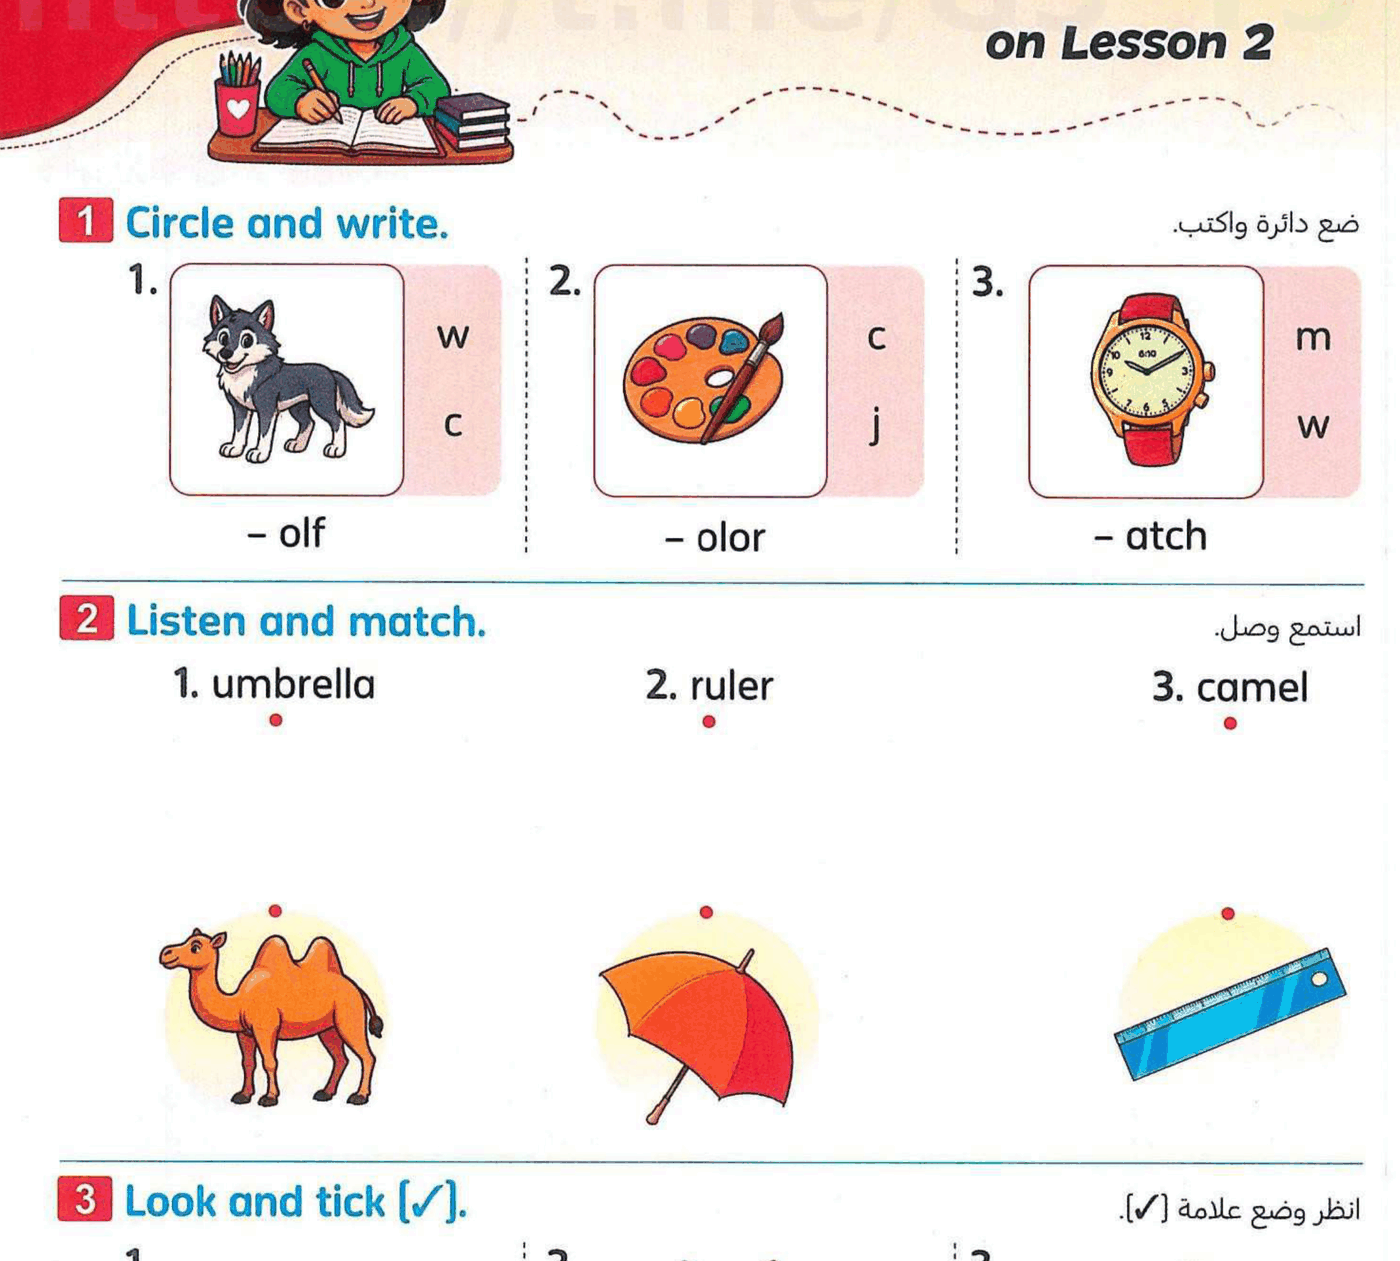 on Lesson 2
1 Circle and write.
ضع دائرة واكتب.
1.
w
c
– olf
2.
c
j
– olor
3.
m
w
– atch
2 Listen and match.
استمع وصل.
1. umbrella
2. ruler
3. camel
3 Look and tick (✓).
انظر وضع علامة (✓).